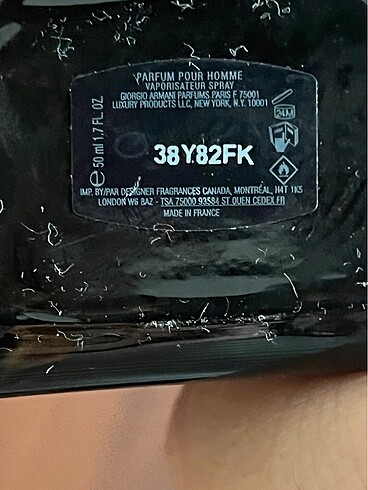 PARFUM POUR HOMME
VAPORISATEUR SPRAY
GIORGIO ARMANI PARFUMS PARIS F 75001
LUXURY PRODUCTS LLC, NEW YORK, N.Y. 10001
24M
℮ 50 ml 1,7 FL OZ.
38Y82FK
IMP. BY/PAR DESIGNER FRAGRANCES CANADA, MONTRÉAL, H4T 1K5
LONDON W6 8AZ - TSA 75000 93584 ST OUEN CEDEX FR
MADE IN FRANCE